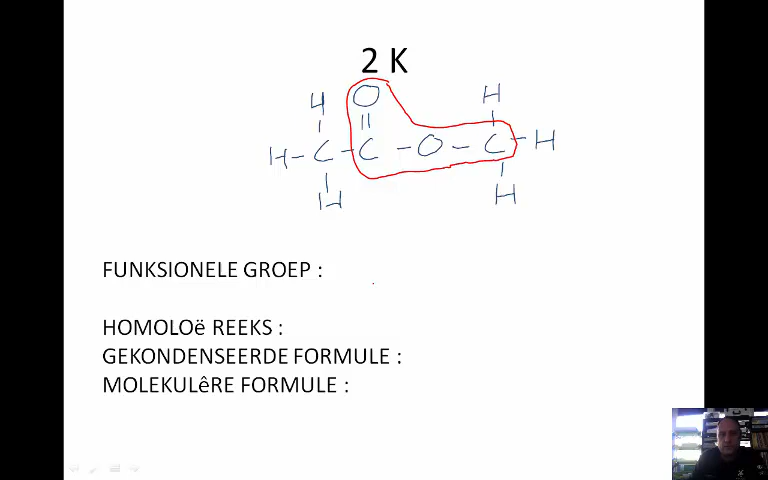 2 K
H O H
H - C - C - O - C - H
H H
FUNKSIONELE GROEP :
HOMOLOë REEKS :
GEKONDENSEERDE FORMULE :
MOLEKULêRE FORMULE :